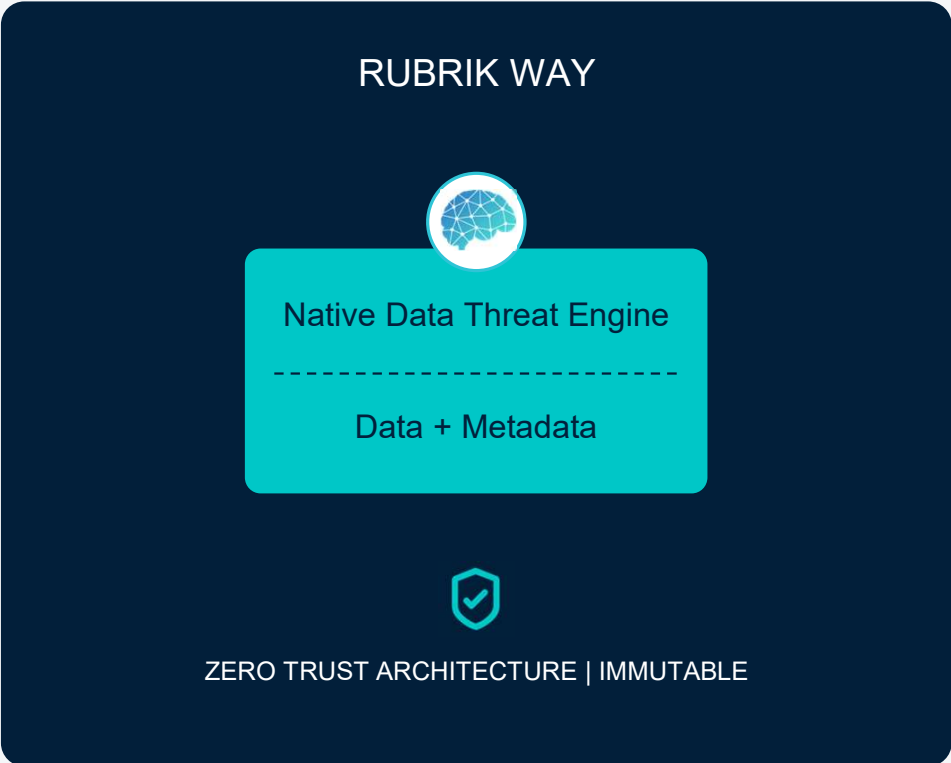 RUBRIK WAY
Native Data Threat Engine
Data + Metadata
ZERO TRUST ARCHITECTURE | IMMUTABLE